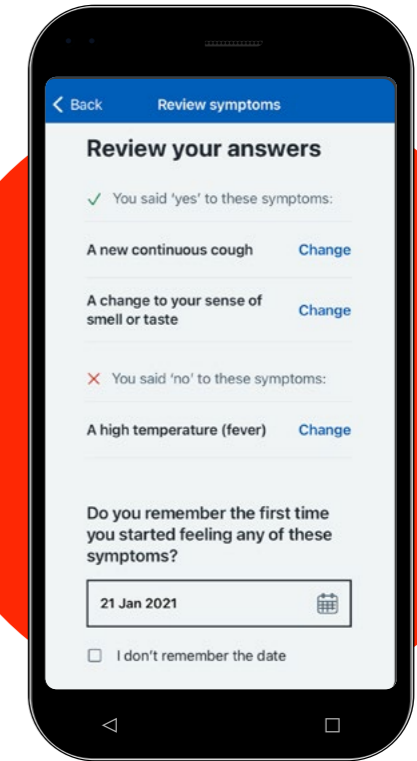 Back Review symptoms
Review your answers
You said 'yes' to these symptoms:
A new continuous cough Change
A change to your sense of
smell or taste Change
You said 'no' to these symptoms:
A high temperature (fever) Change
Do you remember the first time
you started feeling any of these
symptoms?
21 Jan 2021
I don't remember the date